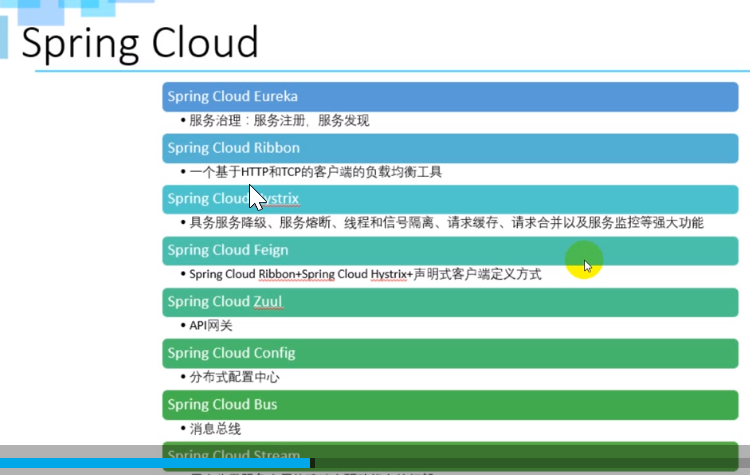 Spring Cloud
Spring Cloud Eureka
• 服务治理：服务注册，服务发现
Spring Cloud Ribbon
• 一个基于HTTP和TCP的客户端的负载均衡工具
Spring Cloud Hystrix
• 具务服务降级、服务熔断、线程和信号隔离、请求缓存、请求合并以及服务监控等强大功能
Spring Cloud Feign
• Spring Cloud Ribbon+Spring Cloud Hystrix+声明式客户端定义方式
Spring Cloud Zuul
• API网关
Spring Cloud Config
• 分布式配置中心
Spring Cloud Bus
• 消息总线
Spring Cloud Stream